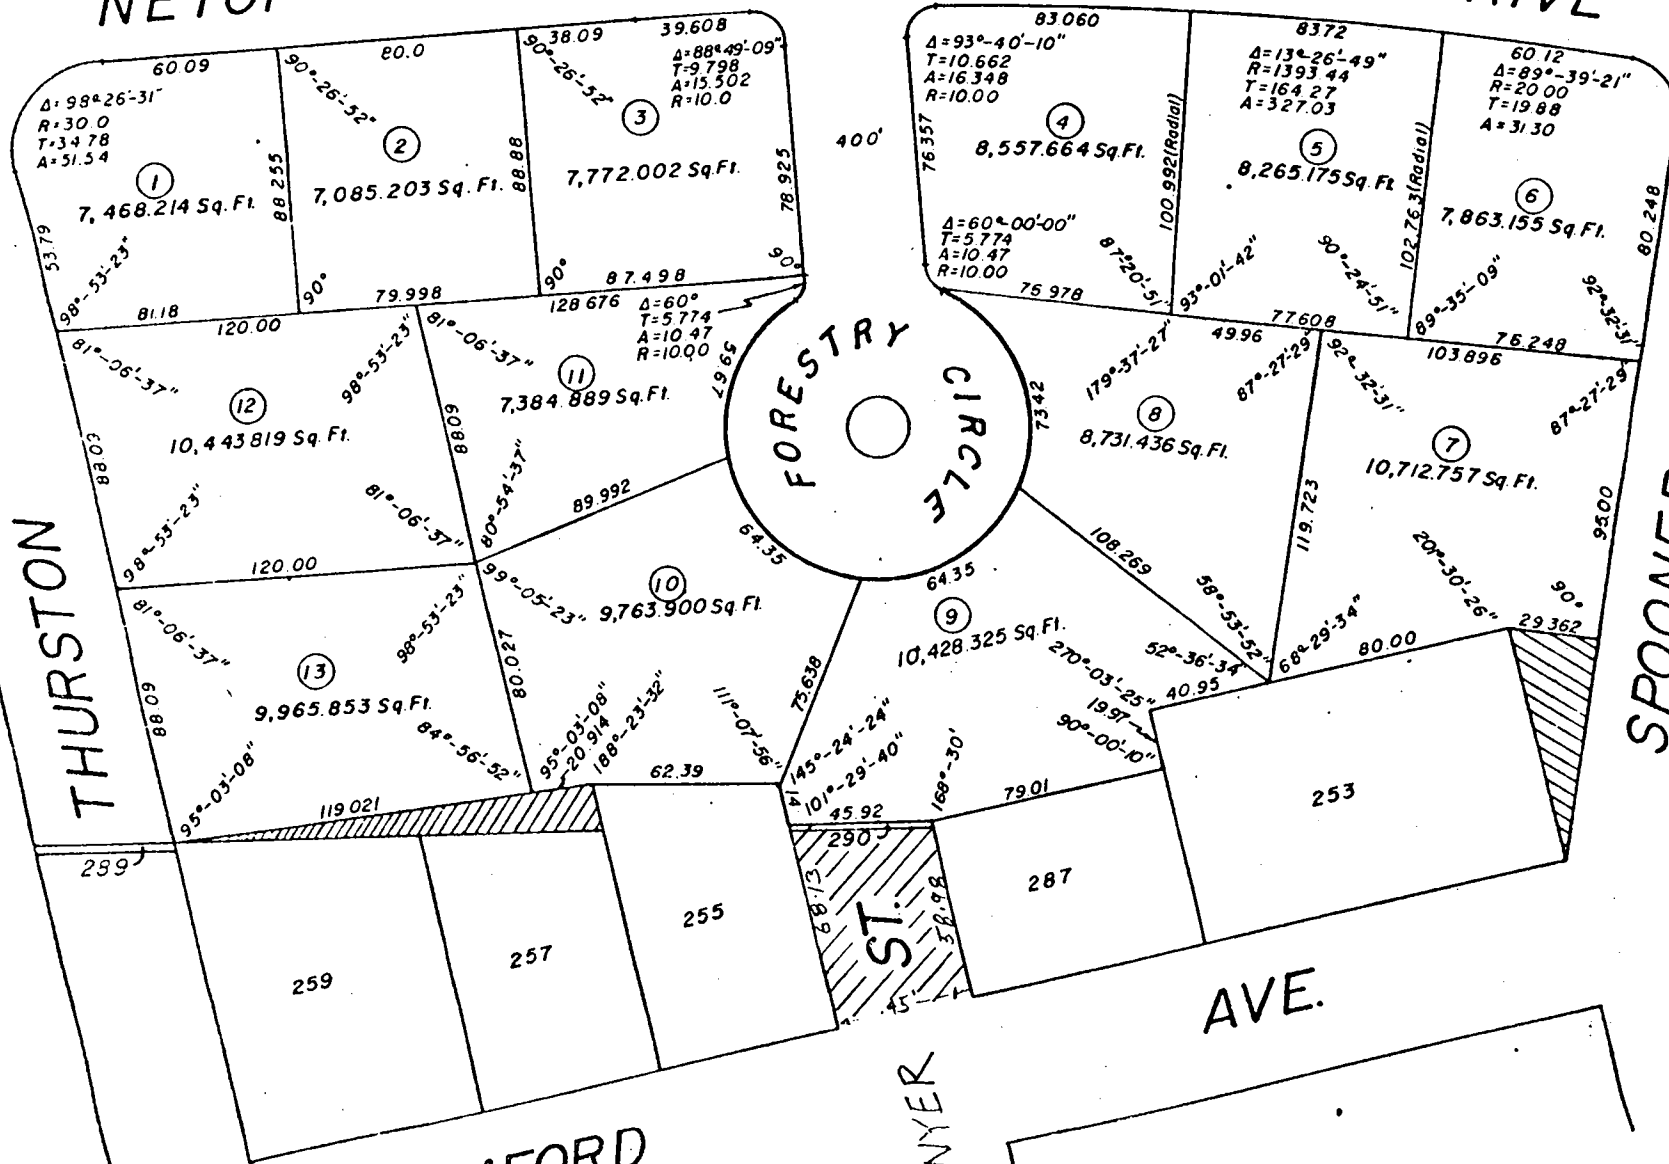 60.09
80.0
38.09
39.608
Δ=98°26'-31"
R=30.0
T=34.78
A=51.54
1
7,468.214 Sq.Ft.
53.79
98°-53'-23"
81.18
88.255
90°-26'-52"
2
7,085.203 Sq.Ft.
90°
79.998
88.88
90°-26'-52"
Δ=88°49'-09"
T=9.798
A=15.502
R=10.0
3
7,772.002 Sq.Ft.
78.925
90°
90°
87.498
400'
83.060
Δ=93°-40'-10"
T=10.662
A=16.348
R=10.00
4
8,557.664 Sq.Ft.
76.357
Δ=60°-00'-00"
T=5.774
A=10.47
R=10.00
87°20'-51"
75.978
100.992 (Radial)
83.72
Δ=13°-26'-49"
R=1393.44
T=164.27
A=327.03
5
8,265.175 Sq.Ft.
93°-01'-42"
90°-24'-51"
77.608
102.763 (Radial)
60.12
Δ=89°-39'-21"
R=20.00
T=19.88
A=31.30
6
7,863.155 Sq.Ft.
80.248
89°-35'-09"
92°-32'-31"
76.248
120.00
81°-06'-37"
98°-53'-23"
12
10,443.819 Sq.Ft.
88.09
98°-53'-23"
81°-06'-37"
128.676
81°-06'-37"
Δ=60°
T=5.774
A=10.47
R=10.00
11
7,384.889 Sq.Ft.
59.67
88.09
80°-54'-37"
89.992
FORESTRY
CIRCLE
73.42
179°-37'-27"
49.96
87°-27'-29"
8
8,731.436 Sq.Ft.
108.269
58°-53'-52"
119.723
92°-32'-31"
103.896
87°-27'-29"
7
10,712.757 Sq.Ft.
95.00
201°-30'-26"
90°
29.362
68°-29'-34"
80.00
120.00
81°-06'-37"
98°-53'-23"
13
9,965.853 Sq.Ft.
88.09
95°-03'-08"
84°-56'-52"
119.021
99°-05'-23"
64.35
10
9,763.900 Sq.Ft.
80.027
95°-03'-08"
20.914
188°-23'-32"
111°-07'-56"
62.39
75.638
64.35
9
10,428.325 Sq.Ft.
270°-03'-25"
52°-36'-34"
40.95
19.97
90°-00'-10"
145°-24'-24"
101°-29'-40"
168°-30'
14
45.92
79.01
290
289
259
257
255
287
253
68.13
58.98
45'
ST.
THURSTON
AVE.